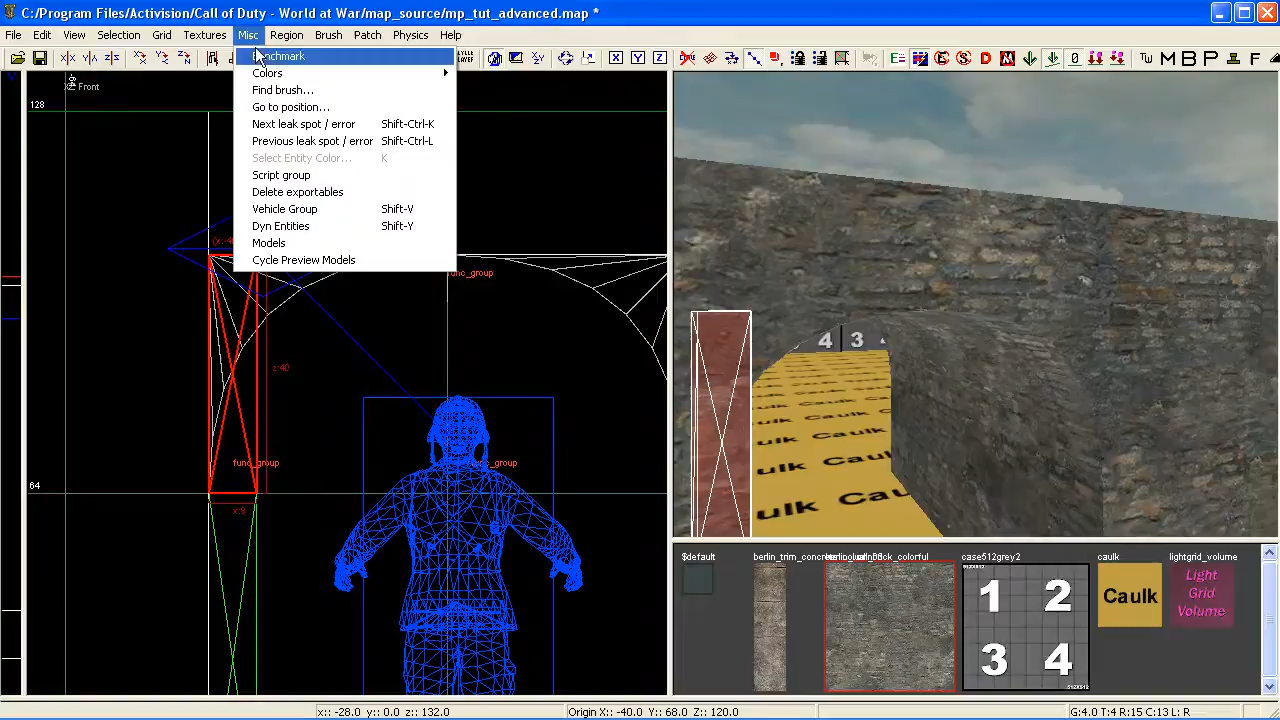 C:/Program Files/Activision/Call of Duty - World at War/map_source/mp_tut_advanced.map *
File Edit View Selection Grid Textures Misc Region Brush Patch Physics Help
Benchmark
Colors
Find brush...
Go to position...
Next leak spot / error Shift-Ctrl-K
Previous leak spot / error Shift-Ctrl-L
Select Entity Color... K
Script group
Delete exportables
Vehicle Group Shift-V
Dyn Entities Shift-Y
Models
Cycle Preview Models
Front
128
func_group
z:40
func_group
func_group
64
x:8
4 3
Caulk
Caulk
Caulk
$default
berlin_trim_concrete
case512grey2
caulk
lightgrid_volume
1 2
3 4
Caulk
Light
Grid
Volume
x:: -28.0 y:: 0.0 z:: 132.0
Origin X:: -40.0 Y:: 68.0 Z:: 120.0
G:4.0 T:4 R:15 C:13 L: R